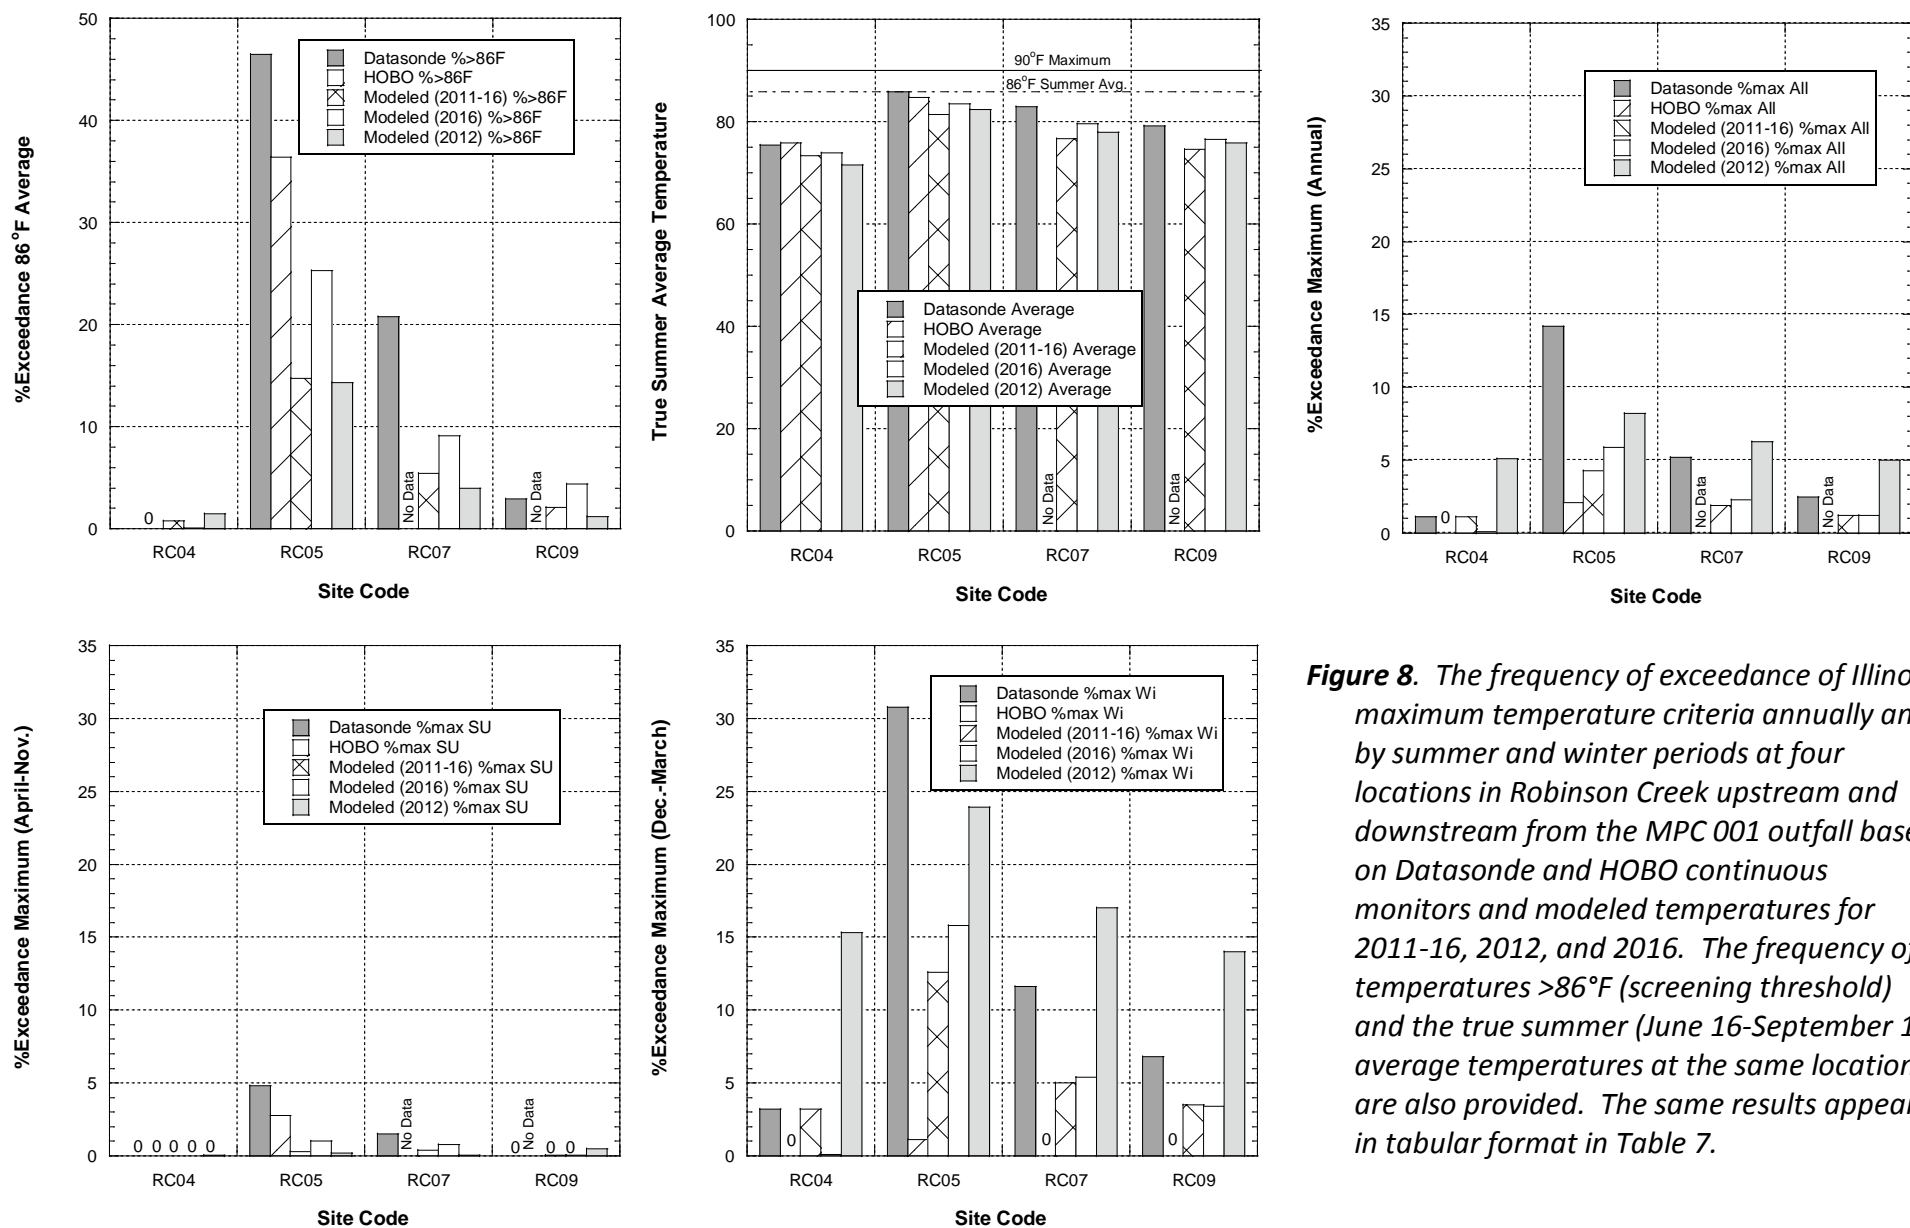 50
40
30
20
10
0
%Exceedance 86°F Average
Datasonde %>86F
HOBO %>86F
Modeled (2011-16) %>86F
Modeled (2016) %>86F
Modeled (2012) %>86F
0
No Data
No Data
RC04 RC05 RC07 RC09
Site Code
100
80
60
40
20
0
True Summer Average Temperature
90°F Maximum
86°F Summer Avg.
Datasonde Average
HOBO Average
Modeled (2011-16) Average
Modeled (2016) Average
Modeled (2012) Average
No Data
No Data
RC04 RC05 RC07 RC09
Site Code
35
30
25
20
15
10
5
0
%Exceedance Maximum (Annual)
Datasonde %max All
HOBO %max All
Modeled (2011-16) %max All
Modeled (2016) %max All
Modeled (2012) %max All
0
No Data
No Data
RC04 RC05 RC07 RC09
Site Code
35
30
25
20
15
10
5
0
%Exceedance Maximum (April-Nov.)
Datasonde %max SU
HOBO %max SU
Modeled (2011-16) %max SU
Modeled (2016) %max SU
Modeled (2012) %max SU
0 0 0 0 0
No Data
0
No Data
0 0
RC04 RC05 RC07 RC09
Site Code
35
30
25
20
15
10
5
0
%Exceedance Maximum (Dec.-March)
Datasonde %max Wi
HOBO %max Wi
Modeled (2011-16) %max Wi
Modeled (2016) %max Wi
Modeled (2012) %max Wi
0
0
0
RC04 RC05 RC07 RC09
Site Code
Figure 8. The frequency of exceedance of Illino
maximum temperature criteria annually an
by summer and winter periods at four
locations in Robinson Creek upstream and
downstream from the MPC 001 outfall base
on Datasonde and HOBO continuous
monitors and modeled temperatures for
2011-16, 2012, and 2016. The frequency of
temperatures >86°F (screening threshold)
and the true summer (June 16-September 1
average temperatures at the same location
are also provided. The same results appear
in tabular format in Table 7.